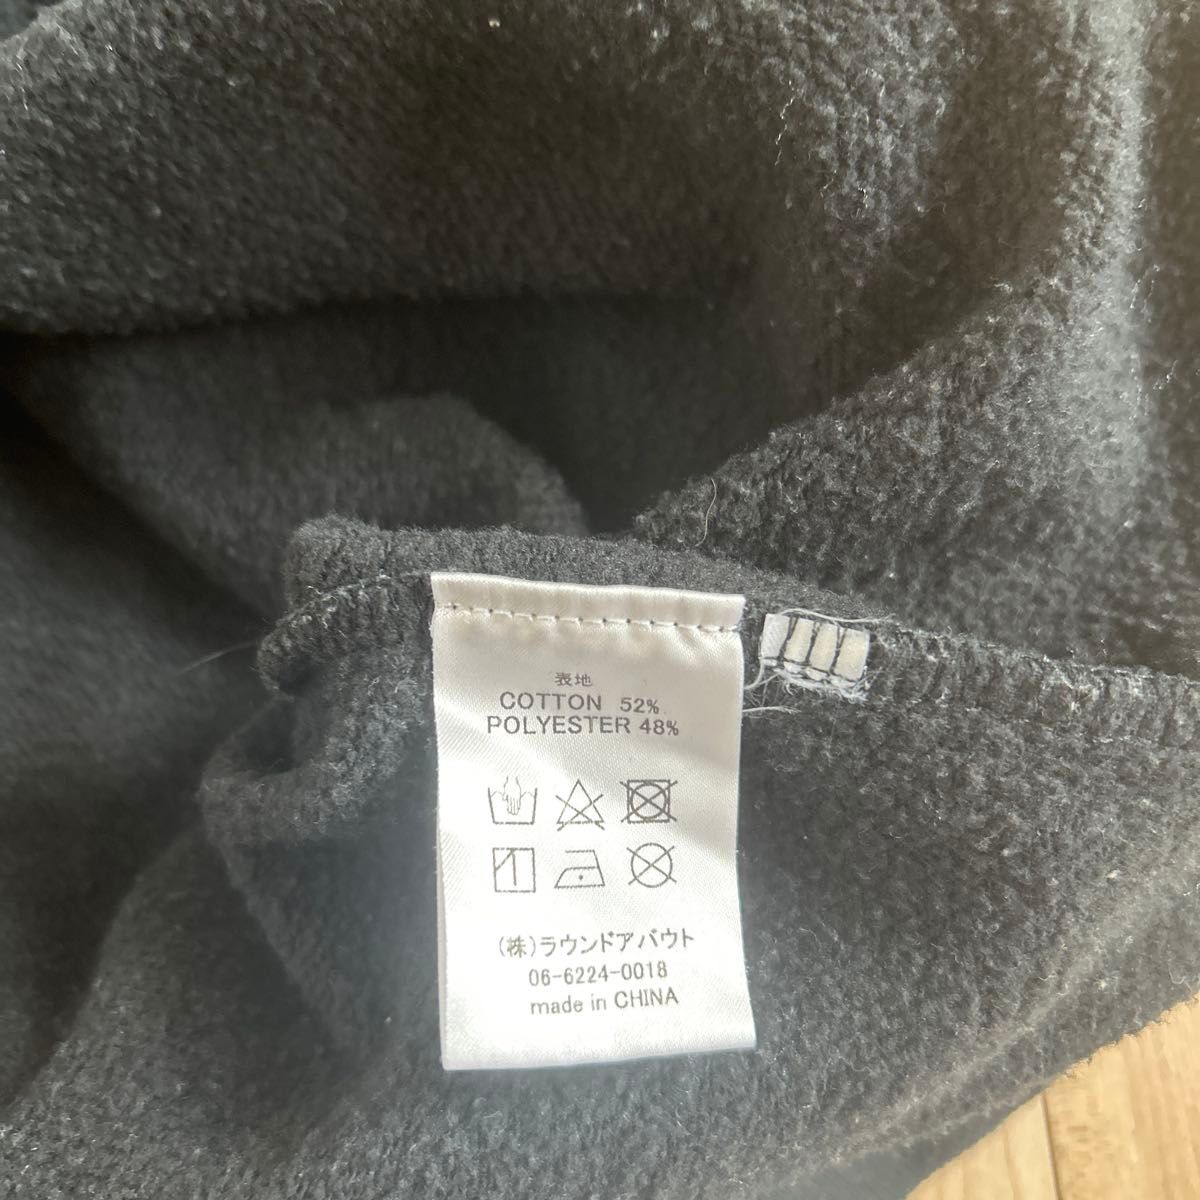 表地
COTTON 52%
POLYESTER 48%
(株)ラウンドアバウト
06-6224-0018
made in CHINA